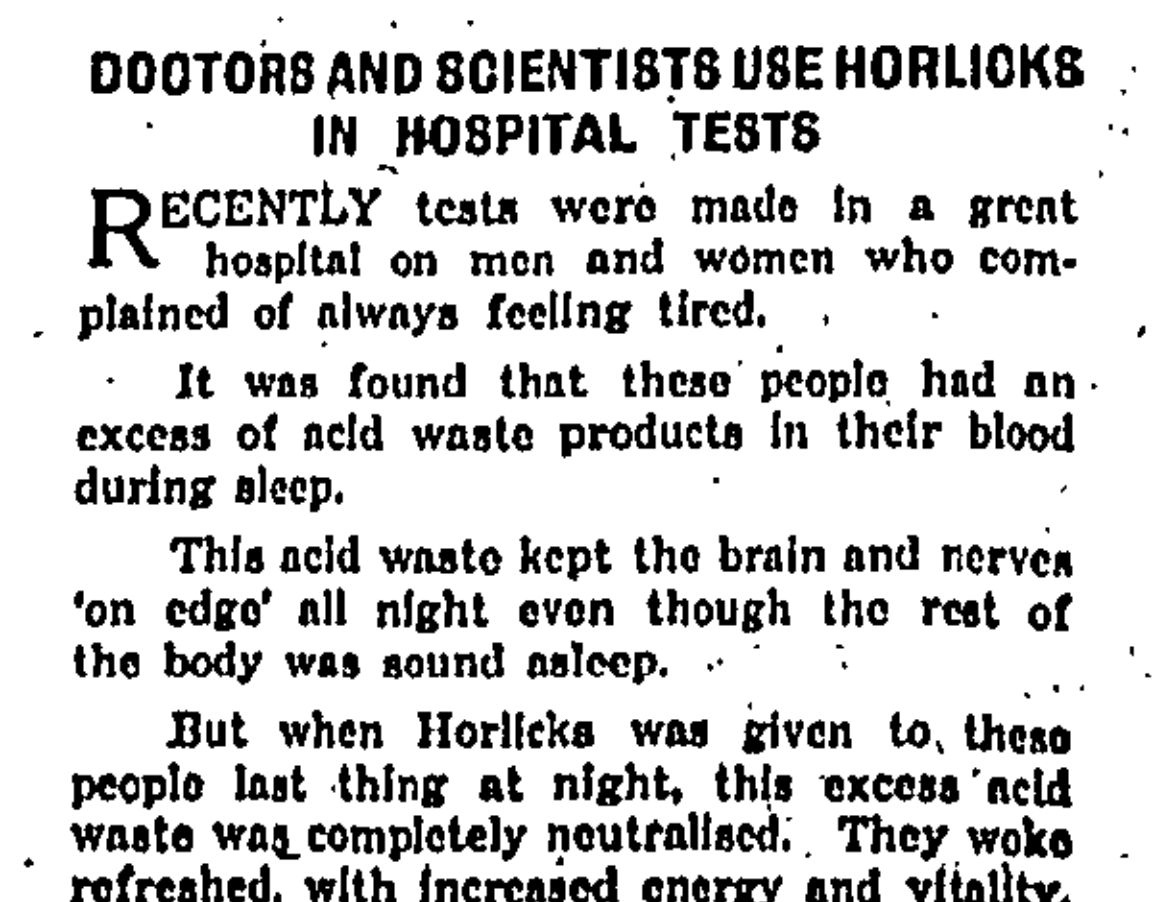 DOCTORS AND SCIENTISTS USE HORLICKS
IN HOSPITAL TESTS
RECENTLY tests were made in a great
hospital on men and women who com-
plained of always feeling tired.
It was found that these people had an
excess of acid waste products in their blood
during sleep.
This acid waste kept the brain and nerves
'on edge' all night even though the rest of
the body was sound asleep.
But when Horlicks was given to these
people last thing at night, this excess acid
waste was completely neutralised. They woke
refreshed, with increased energy and vitality.